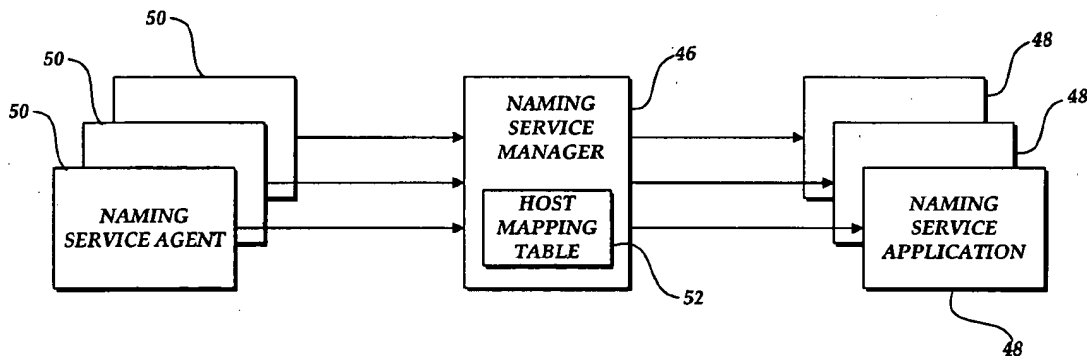 50
50
50
46
48
48
NAMING
SERVICE
MANAGER
NAMING
SERVICE AGENT
HOST
MAPPING
TABLE
NAMING
SERVICE
APPLICATION
52
48